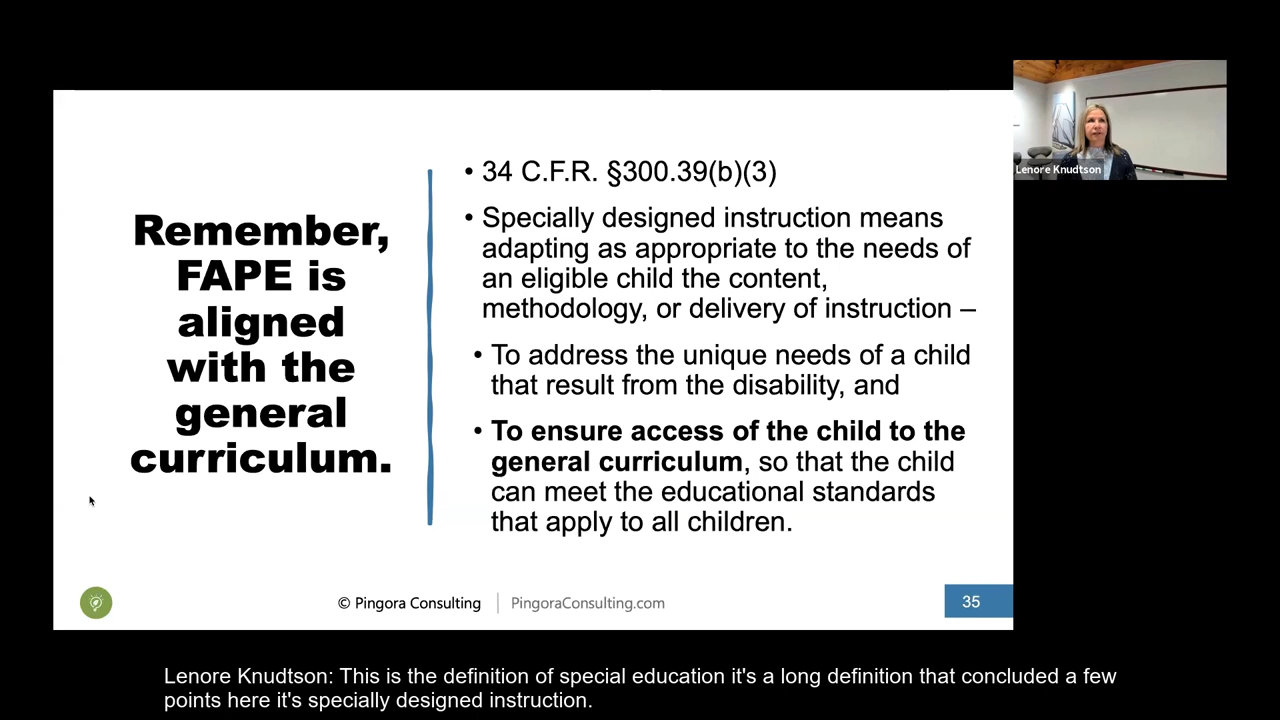 Remember,
FAPE is
aligned
with the
general
curriculum.
• 34 C.F.R. §300.39(b)(3)
• Specially designed instruction means
adapting as appropriate to the needs of
an eligible child the content,
methodology, or delivery of instruction –
• To address the unique needs of a child
that result from the disability, and
• To ensure access of the child to the
general curriculum, so that the child
can meet the educational standards
that apply to all children.
© Pingora Consulting | PingoraConsulting.com
35
Lenore Knudtson
Lenore Knudtson: This is the definition of special education it's a long definition that concluded a few
points here it's specially designed instruction.